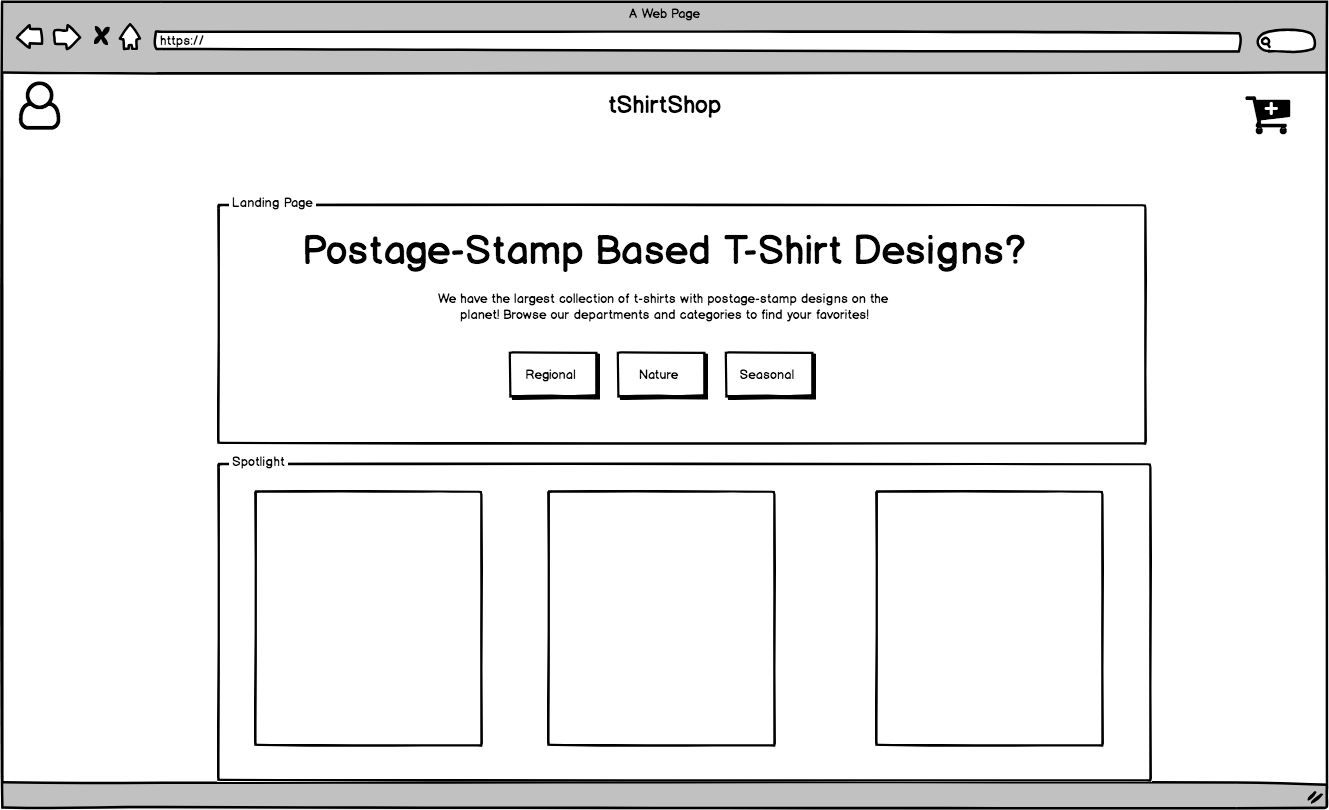 A Web Page
https://
tShirtShop
Landing Page
Postage-Stamp Based T-Shirt Designs?
We have the largest collection of t-shirts with postage-stamp designs on the
planet! Browse our departments and categories to find your favorites!
Regional Nature Seasonal
Spotlight